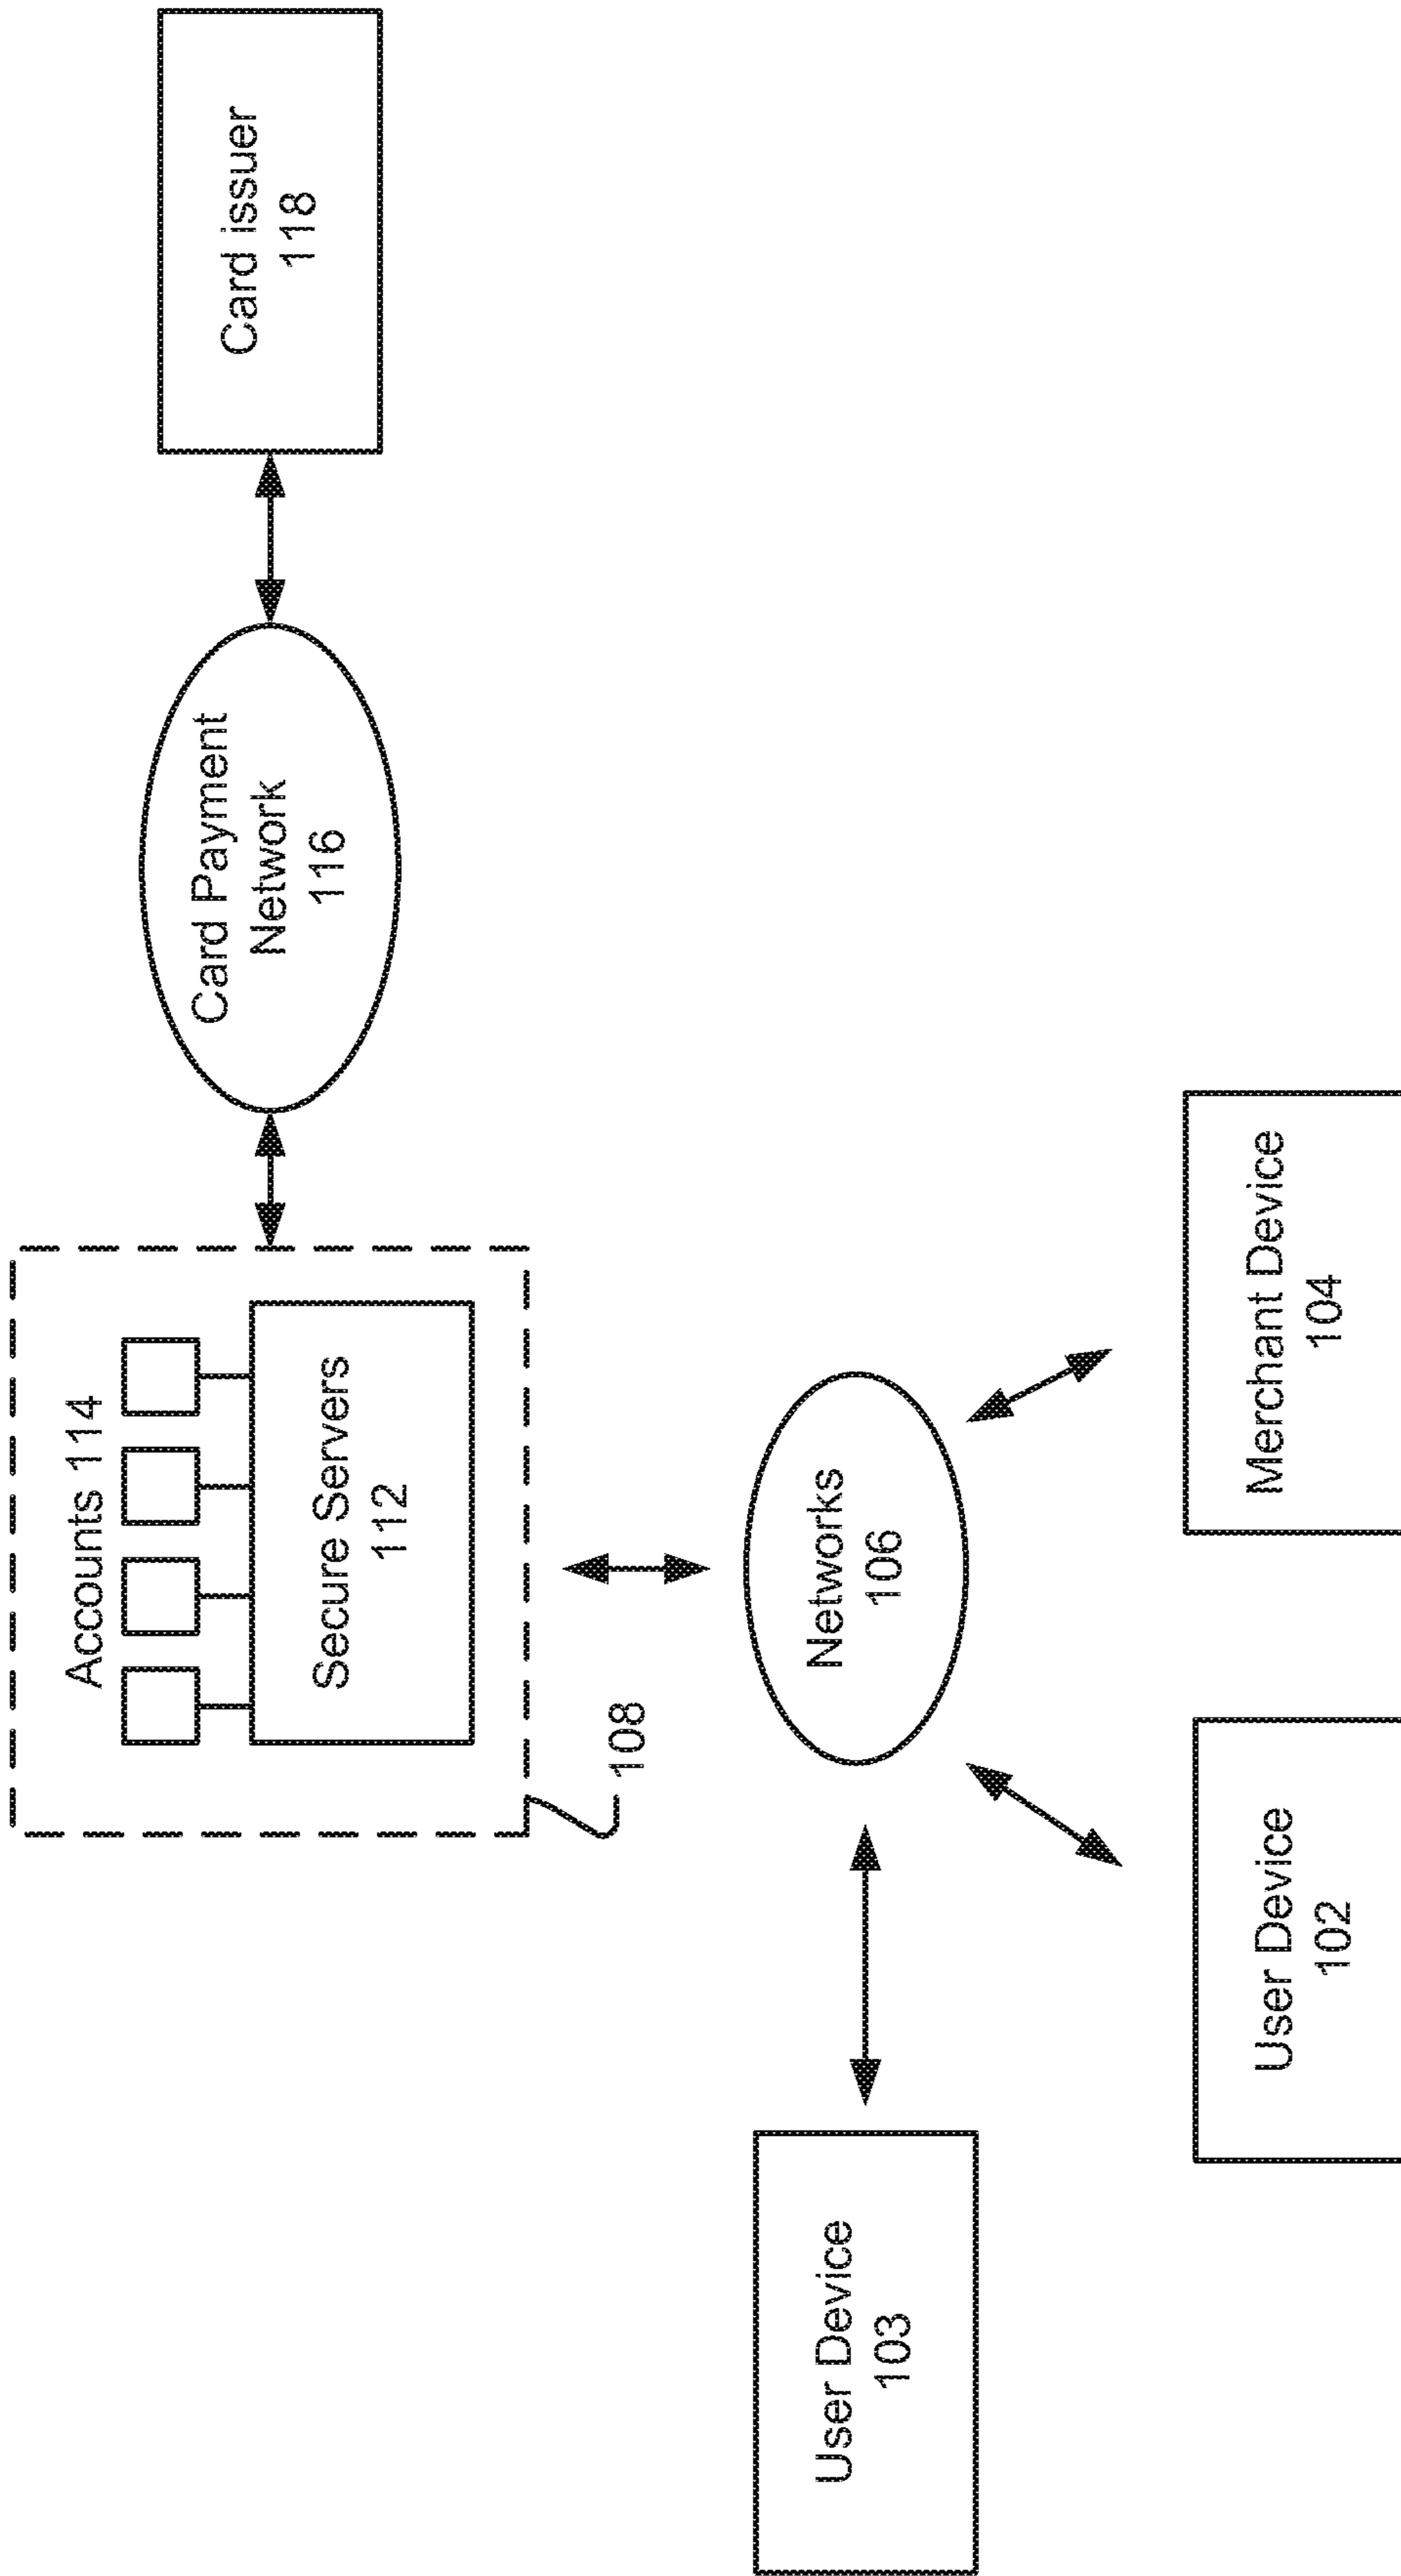 Accounts 114
Secure Servers
112
108
Card Payment
Network
116
Card issuer
118
User Device
103
Networks
106
User Device
102
Merchant Device
104